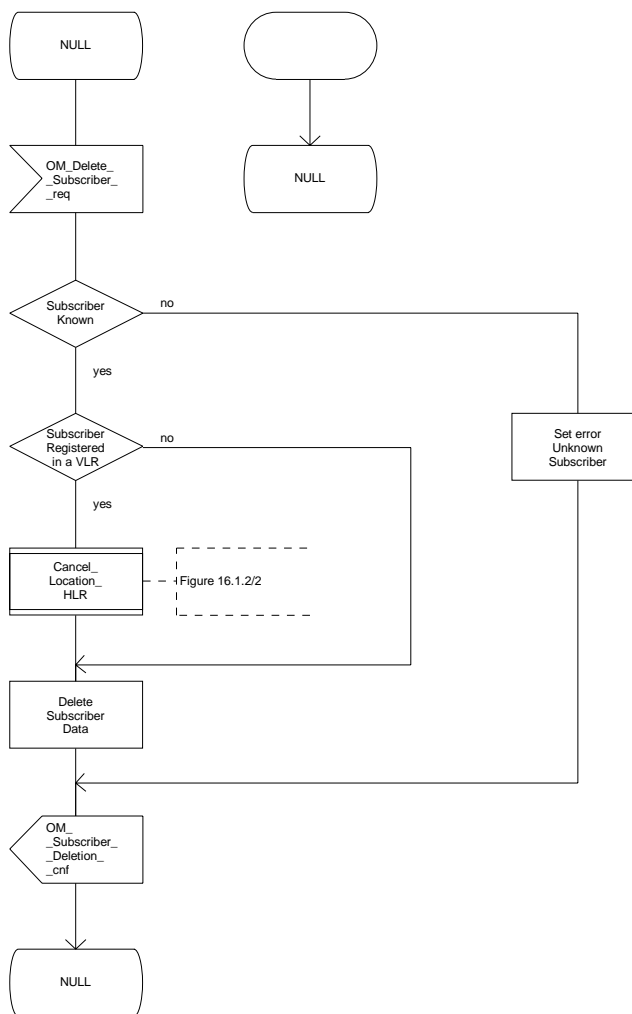 NULL
OM_Delete_
_Subscriber_
_req
NULL
Subscriber
Known
no
yes
Subscriber
Registered
in a VLR
no
Set error
Unknown
Subscriber
yes
Cancel_
Location_
HLR
Figure 16.1.2/2
Delete
Subscriber
Data
OM_
_Subscriber_
_Deletion_
_cnf
NULL